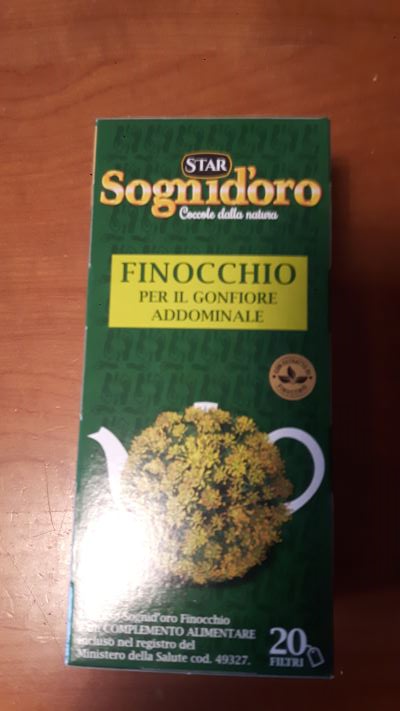 STAR
Sognid'oro
Coccole dalla natura
FINOCCHIO
PER IL GONFIORE
ADDOMINALE
Sognid'oro Finocchio
COMPLEMENTO ALIMENTARE
incluso nel registro del
Ministero della Salute cod. 49327.
20
FILTRI